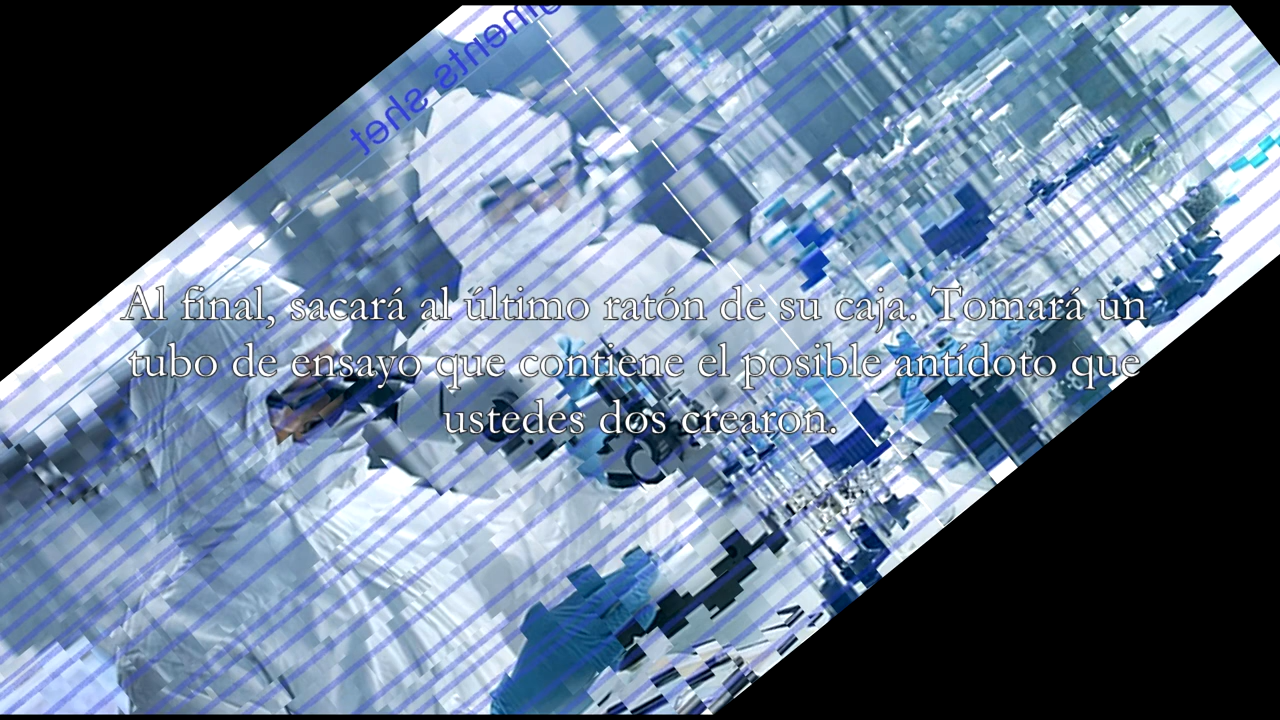 Al final, sacará al último ratón de su caja. Tomará un
tubo de ensayo que contiene el posible antídoto que
ustedes dos crearon.